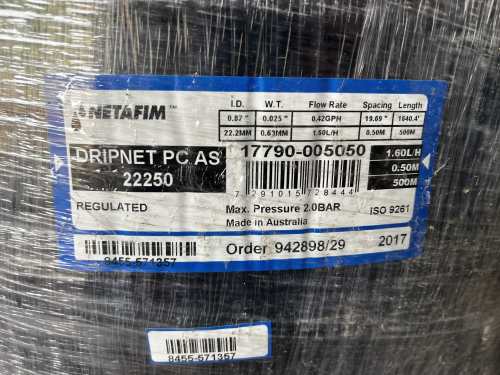 NETAFIM™
I.D. W.T. Flow Rate Spacing Length
0.87 " 0.025 " 0.42GPH 19.69 " 1640.4'
22.20MM 0.63MM 1.60L/H 0.50M 500M
DRIPNET PC AS
22250
17790-005050
1.60L/H
0.50M
500M
7 291015 728444
REGULATED
Max. Pressure 2.0BAR
ISO 9261
Made in Australia
8455-571357
Order 942898/29
2017
8455-571357